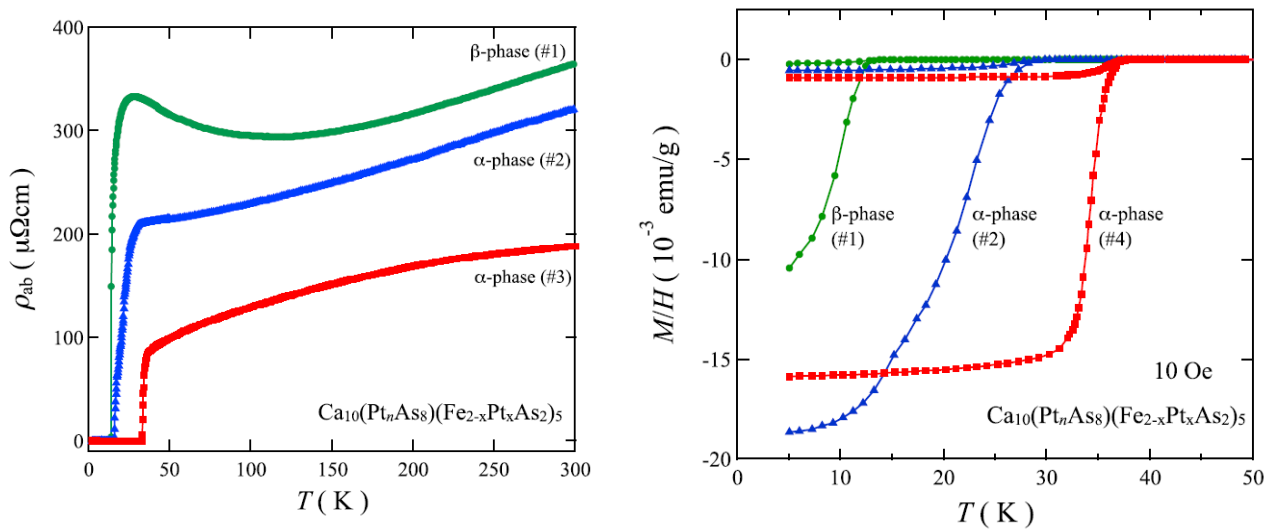 400
300
200
100
0
0
50
100
150
200
250
300
ρab ( μΩcm )
T ( K )
β-phase (#1)
α-phase (#2)
α-phase (#3)
Ca10(PtnAs8)(Fe2-xPtxAs2)5
0
-5
-10
-15
-20
0
10
20
30
40
50
M/H ( 10−3 emu/g )
T ( K )
β-phase
(#1)
α-phase
(#2)
α-phase
(#4)
10 Oe
Ca10(PtnAs8)(Fe2-xPtxAs2)5